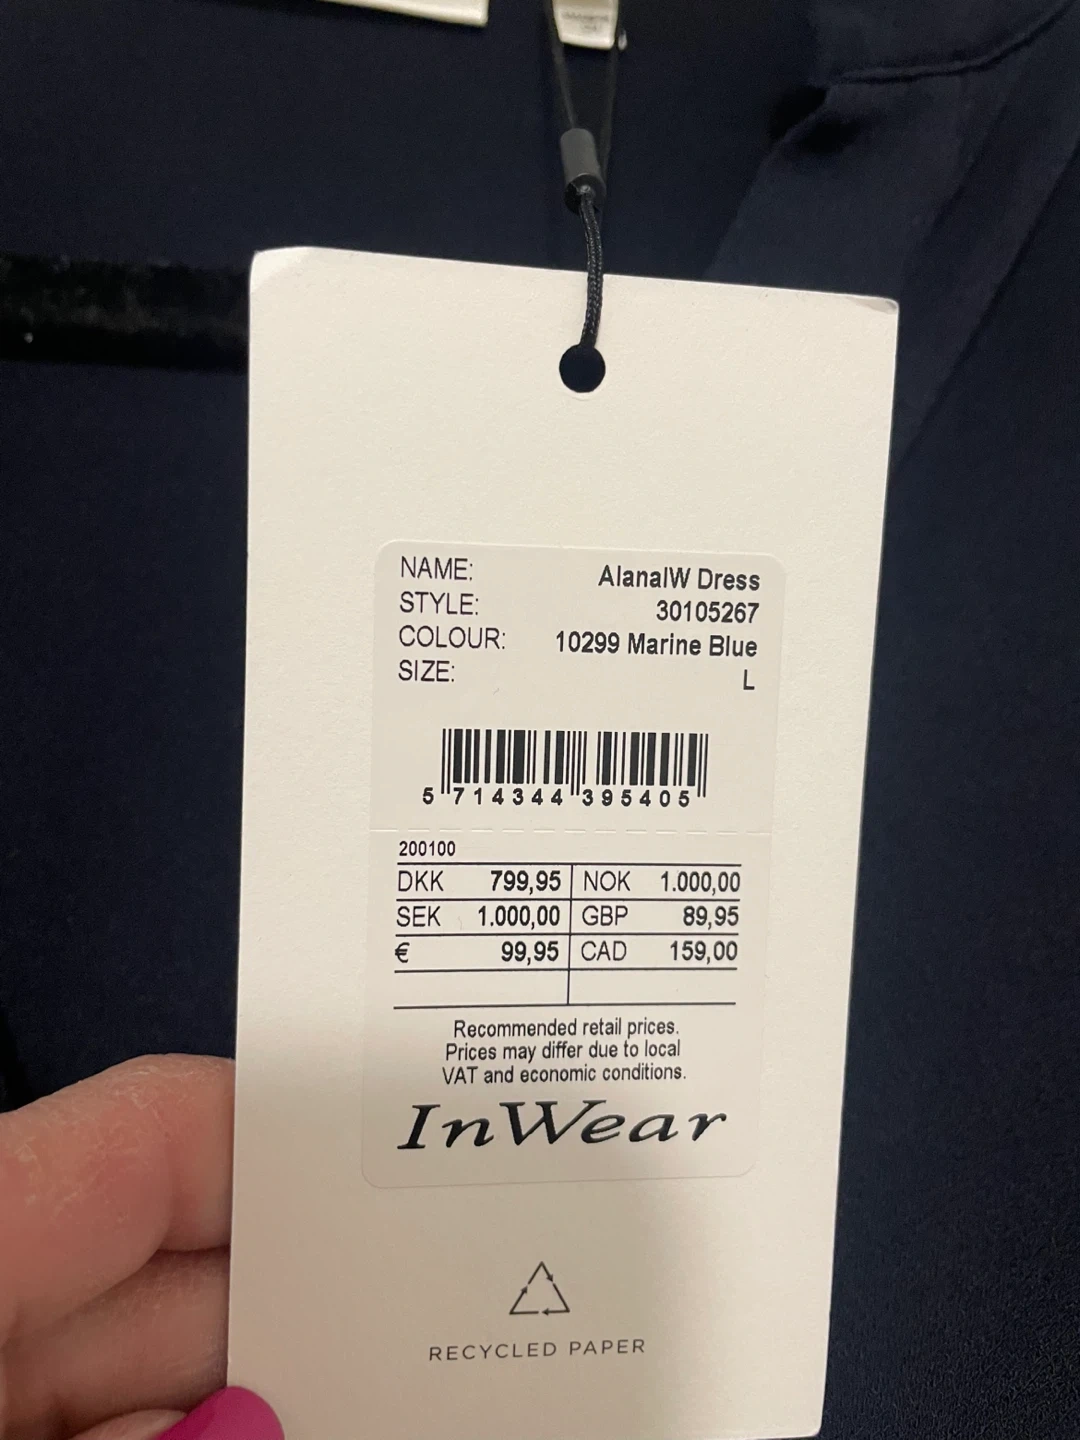 NAME: AlanaIW Dress
STYLE: 30105267
COLOUR: 10299 Marine Blue
SIZE: L
5 714344 395405
200100
DKK 799,95 NOK 1.000,00
SEK 1.000,00 GBP 89,95
€ 99,95 CAD 159,00
Recommended retail prices.
Prices may differ due to local
VAT and economic conditions.
InWear
RECYCLED PAPER